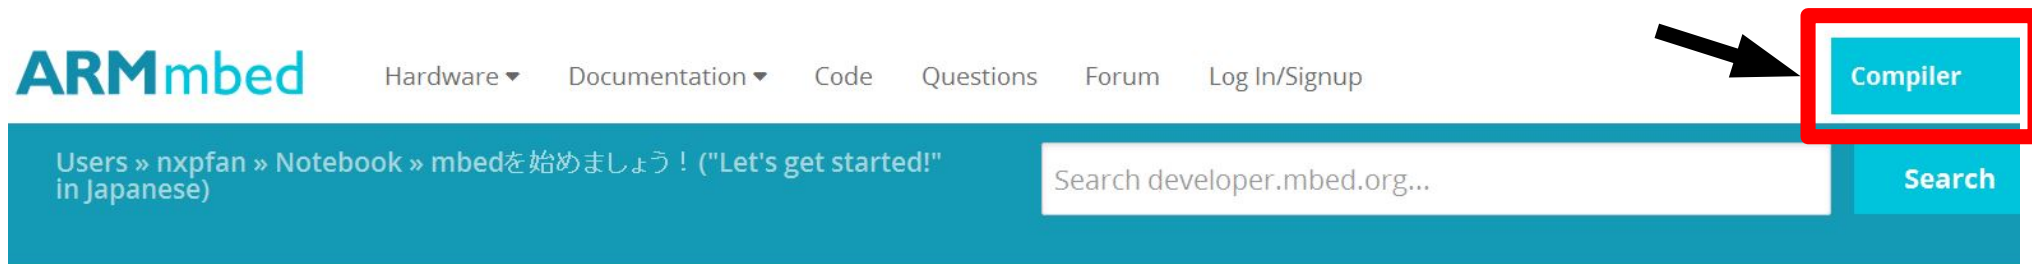 ARMmbed Hardware Documentation Code Questions Forum Log In/Signup Compiler
Users » nxpfan » Notebook » mbedを始めましょう！("Let's get started!"
in Japanese)
Search developer.mbed.org... Search